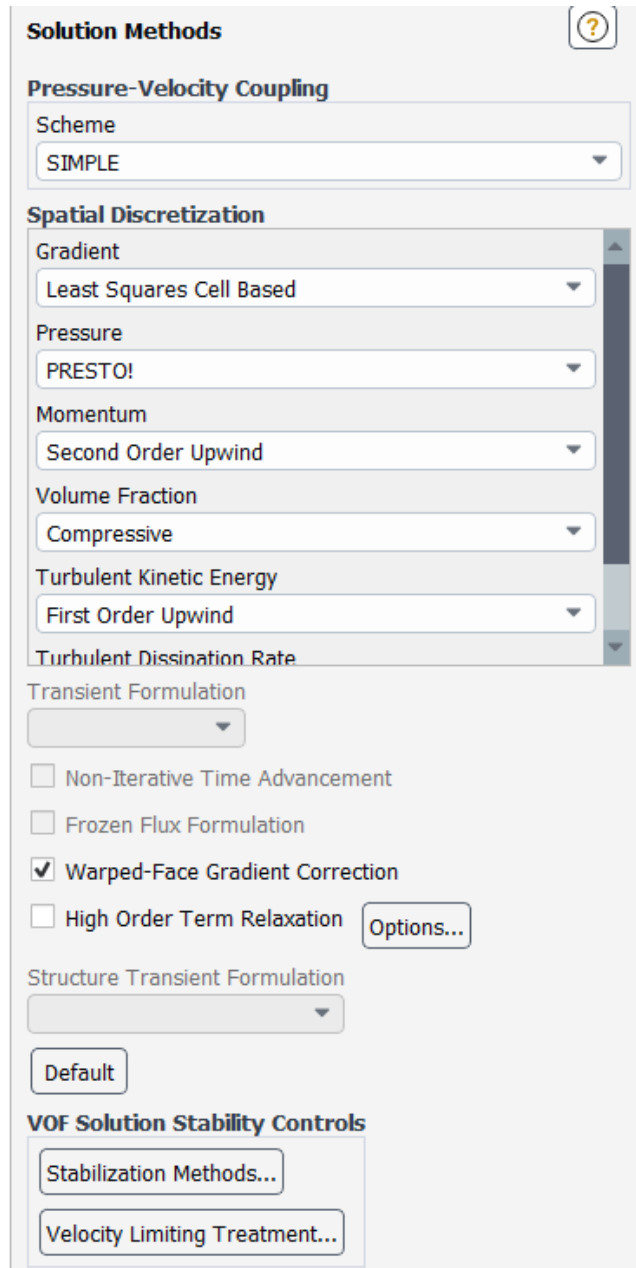 Solution Methods
?
Pressure-Velocity Coupling
Scheme
SIMPLE
Spatial Discretization
Gradient
Least Squares Cell Based
Pressure
PRESTO!
Momentum
Second Order Upwind
Volume Fraction
Compressive
Turbulent Kinetic Energy
First Order Upwind
Turbulent Dissipation Rate
Transient Formulation
Non-Iterative Time Advancement
Frozen Flux Formulation
Warped-Face Gradient Correction
High Order Term Relaxation Options...
Structure Transient Formulation
Default
VOF Solution Stability Controls
Stabilization Methods...
Velocity Limiting Treatment...